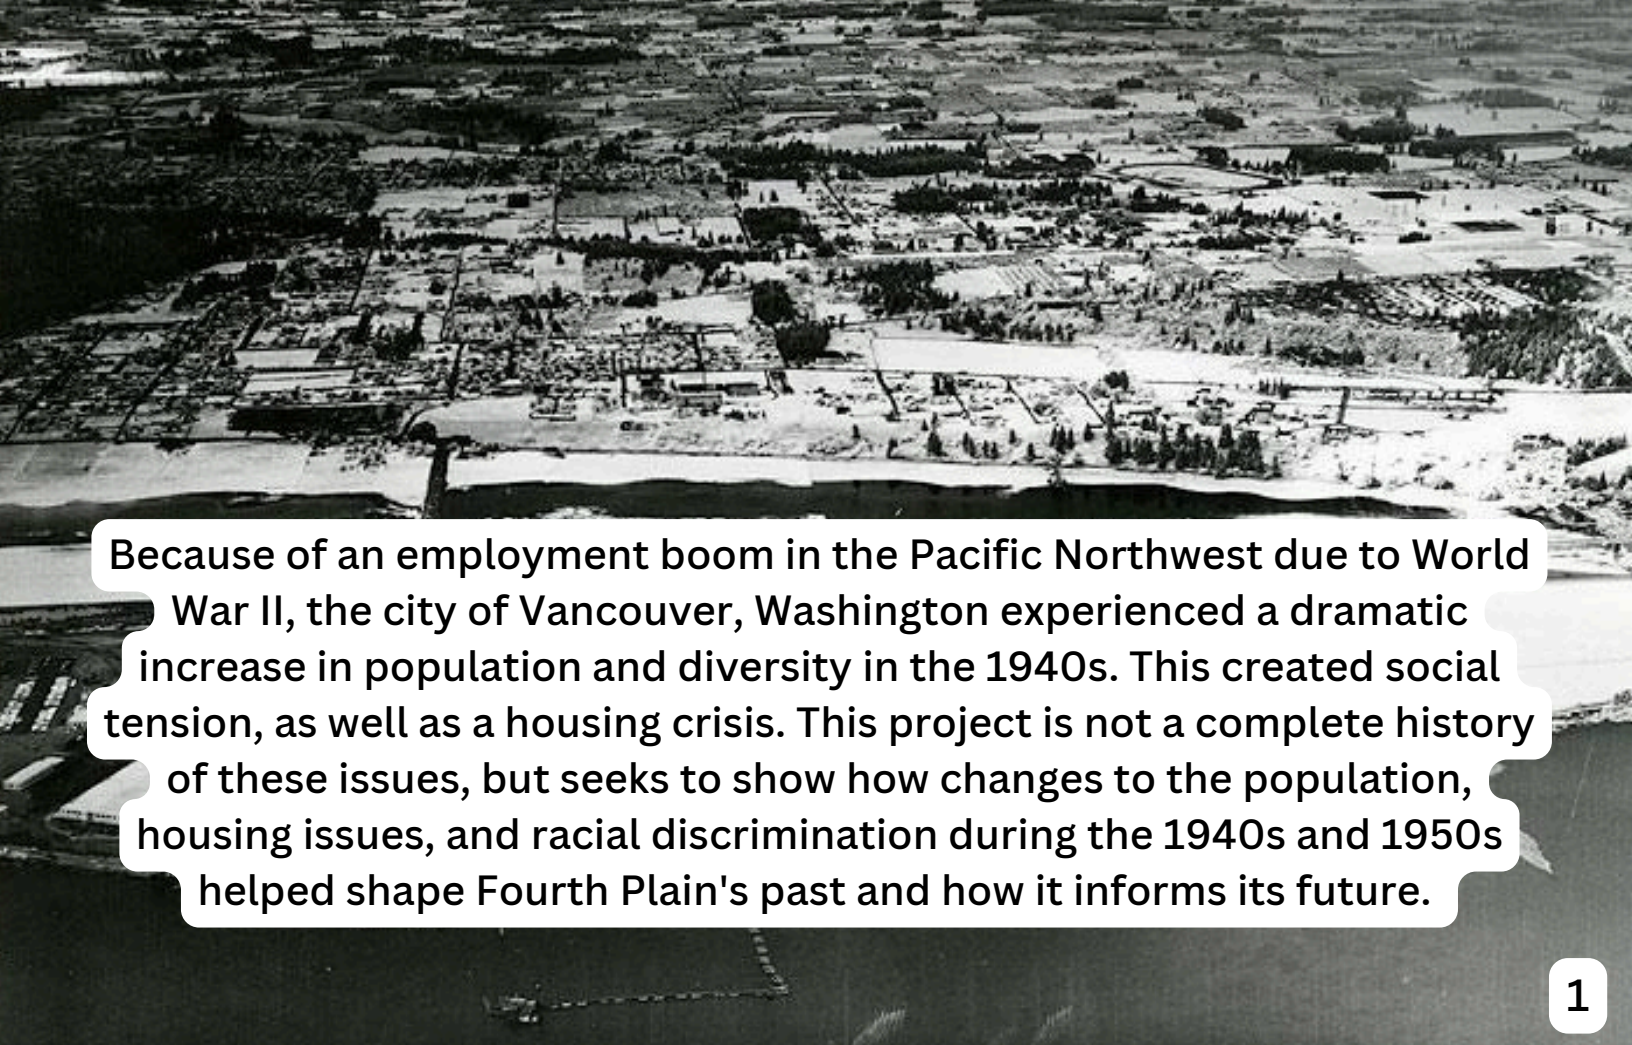 Because of an employment boom in the Pacific Northwest due to World
War II, the city of Vancouver, Washington experienced a dramatic
increase in population and diversity in the 1940s. This created social
tension, as well as a housing crisis. This project is not a complete history
of these issues, but seeks to show how changes to the population,
housing issues, and racial discrimination during the 1940s and 1950s
helped shape Fourth Plain's past and how it informs its future.
1